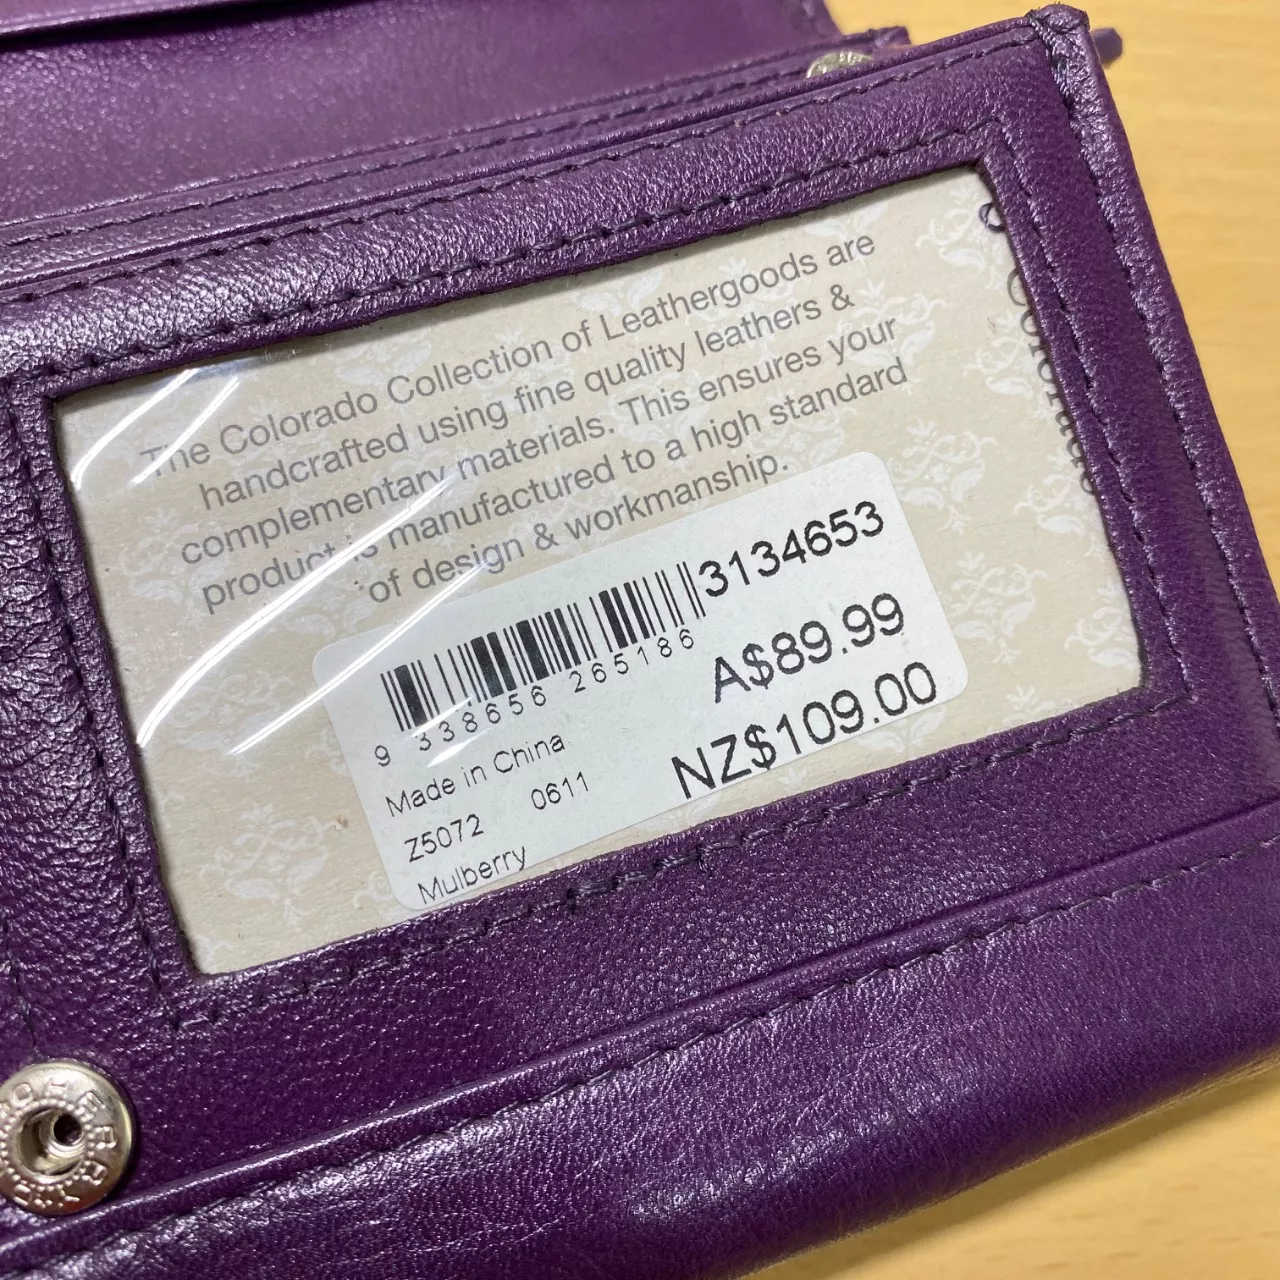 The Colorado Collection of Leathergoods are
handcrafted using fine quality leathers &
complementary materials. This ensures your
product is manufactured to a high standard
of design & workmanship.
3134653
9 338656 265186
A$89.99
NZ$109.00
Made in China
Z5072 0611
Mulberry